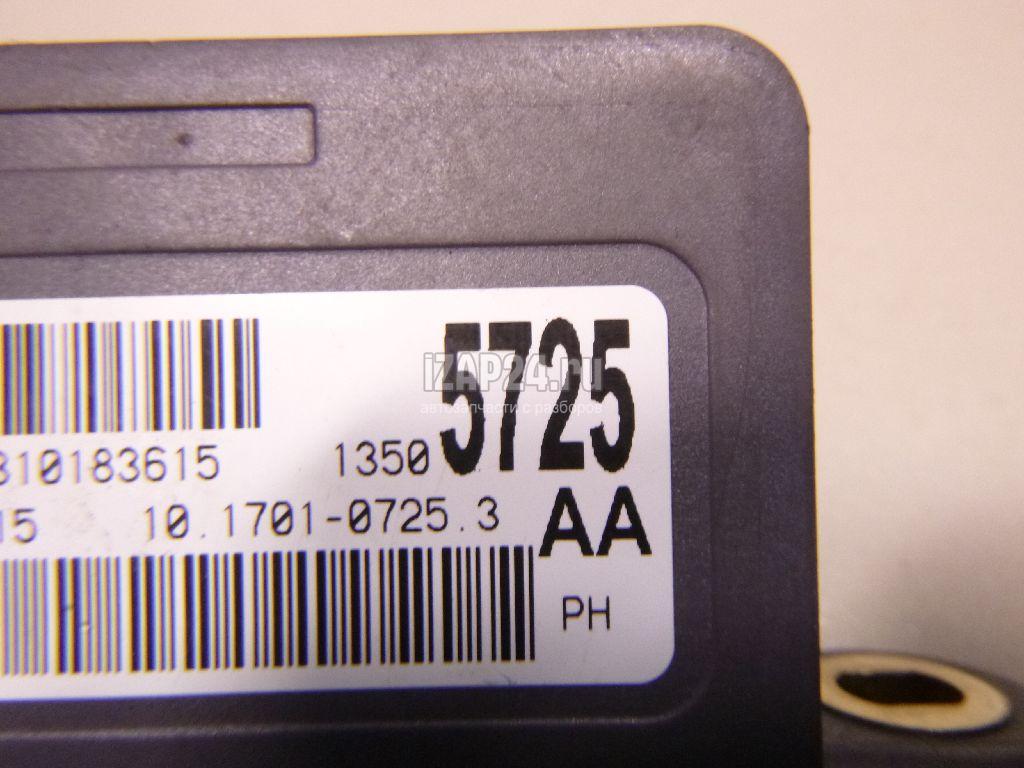 310183615 1350 5725
15 10.1701-0725.3 AA
PH
iZAP24.ru
автозапчасти с разборов